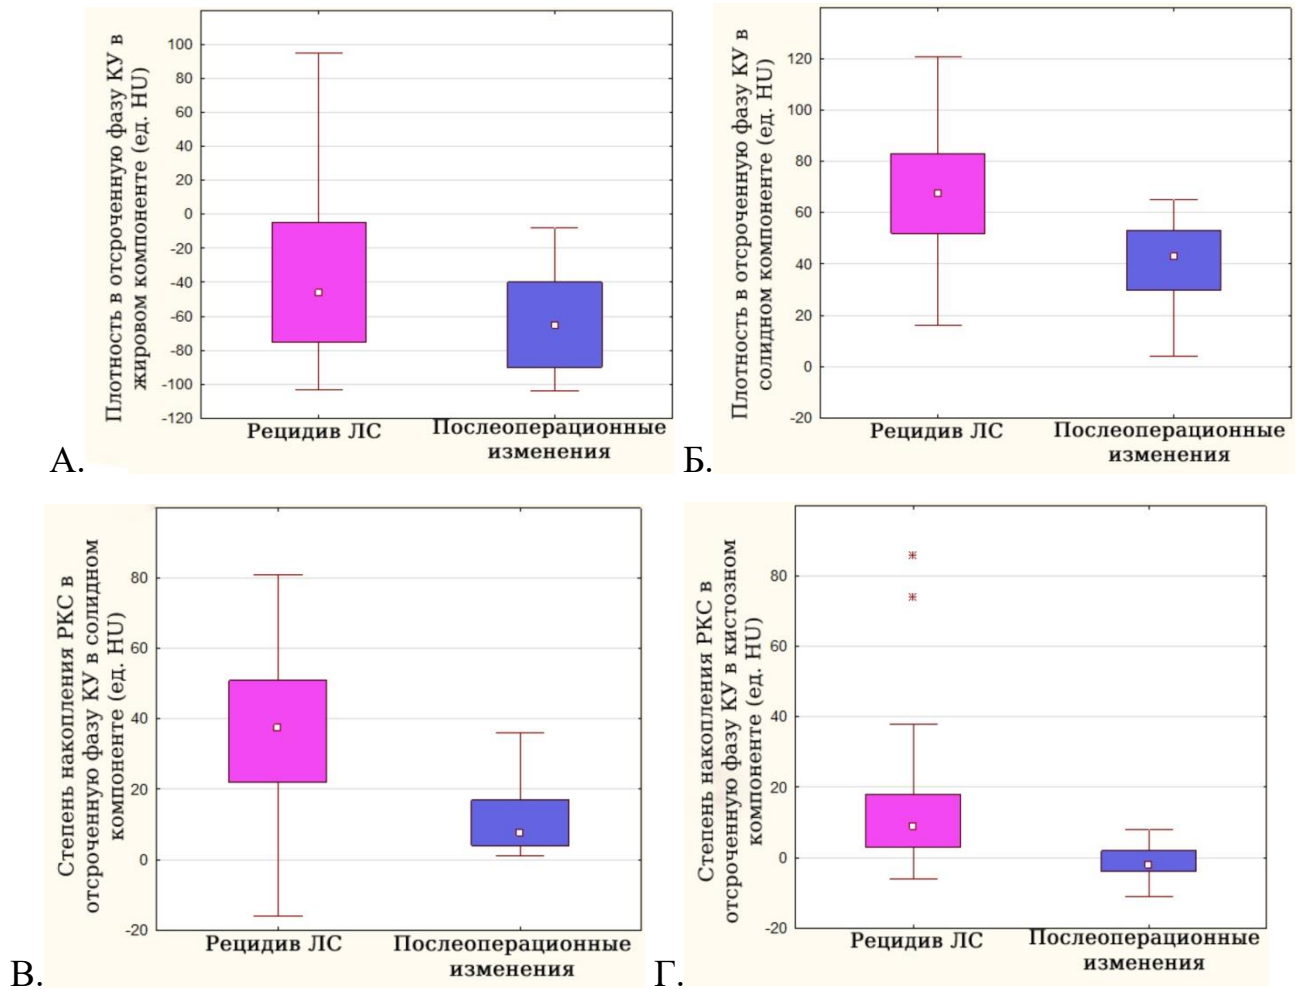 Плотность в отсроченную фазу КУ в
жировом компоненте (ед. HU)
100
80
60
40
20
0
-20
-40
-60
-80
-100
-120
Рецидив ЛС
Послеоперационные
изменения
А.
Плотность в отсроченную фазу КУ в
солидном компоненте (ед. HU)
120
100
80
60
40
20
0
-20
Рецидив ЛС
Послеоперационные
изменения
Б.
Степень накопления РКС в
отсроченную фазу КУ в солидном
компоненте (ед. HU)
80
60
40
20
0
-20
Рецидив ЛС
Послеоперационные
изменения
В.
Степень накопления РКС в
отсроченную фазу КУ в кистозном
компоненте (ед. HU)
80
60
40
20
0
-20
Рецидив ЛС
Послеоперационные
изменения
Г.